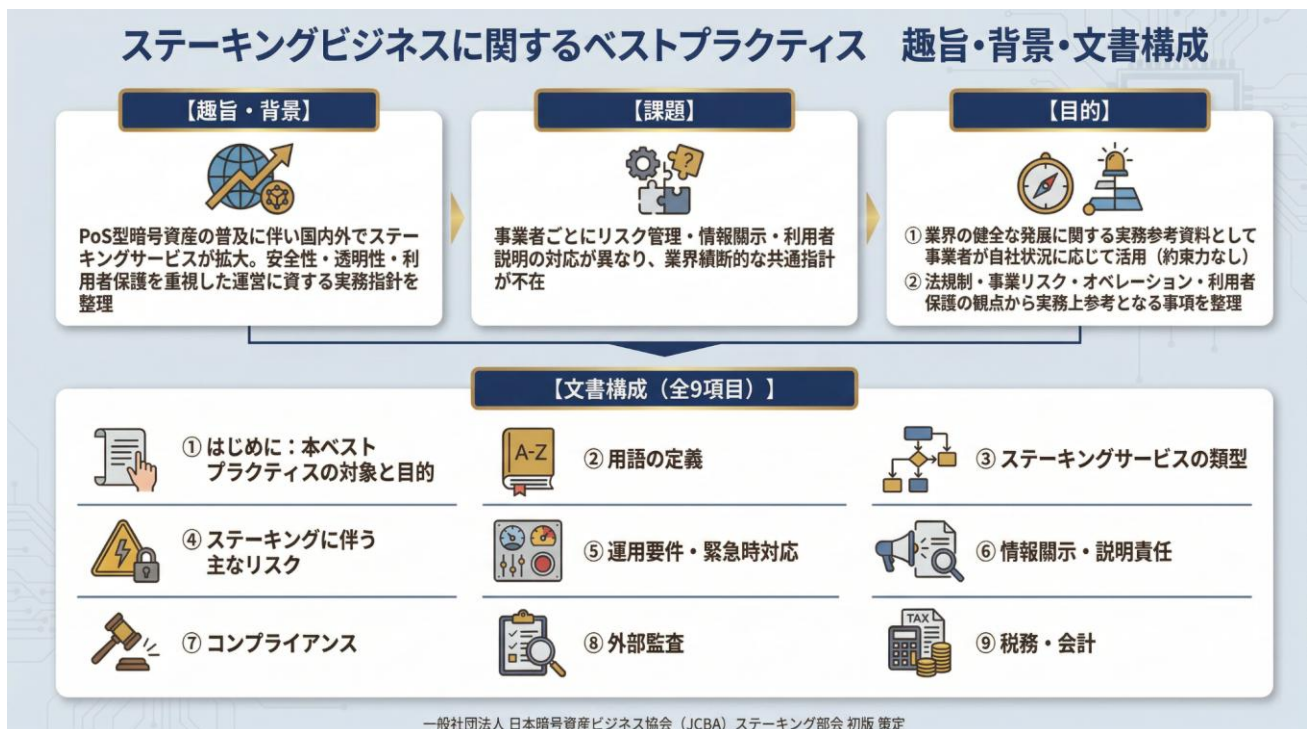 ステーキングビジネスに関するベストプラクティス 趣旨・背景・文書構成
【趣旨・背景】
PoS型暗号資産の普及に伴い国内外でステー
キングサービスが拡大。安全性・透明性・利
用者保護を重視した運営に資する実務指針を
整理
【課題】
?
事業者ごとにリスク管理・情報關示・利用者
説明の対応が異なり、業界績断的な共通指計
が不在
【目的】
① 業界の健全な発展に関する実務参考資料として
事業者が自社状況に応じて活用（約束力なし）
② 法規制・事業リスク・オベレーション・利用者
保護の観点から実務上参考となる事項を整理
【文書構成（全9項目）】
① はじめに：本ベスト
プラクティスの対象と目的
A-Z
② 用語の定義
③ ステーキングサービスの類型
④ ステーキングに伴う
主なリスク
⑤ 運用要件・緊急時対応
⑥ 情報關示・説明責任
⑦ コンプライアンス
⑧ 外部監査
TAX
⑨ 税務・会計
一般社団法人 日本暗号資産ビジネス協会（JCBA）ステーキング部会 初版 策定